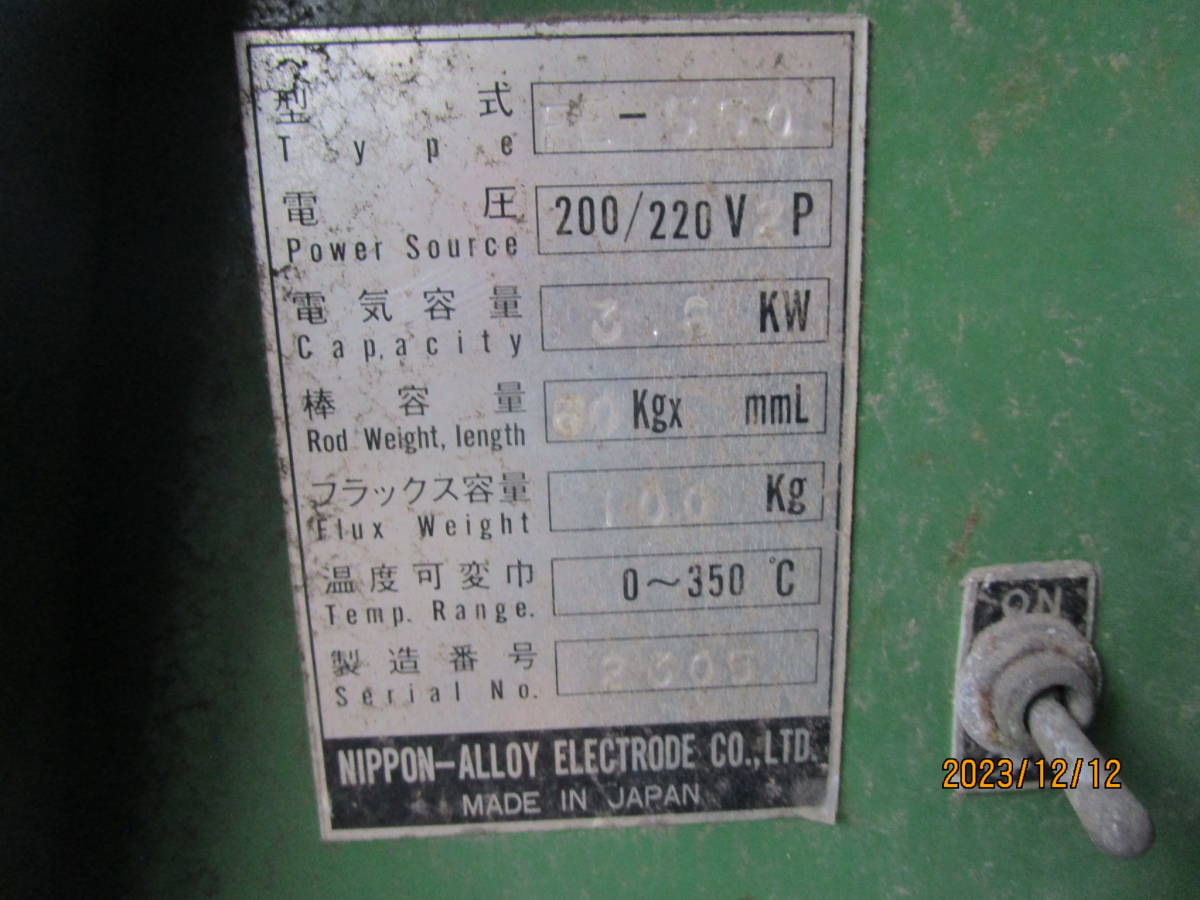 型式
Type
電圧 200/220V P
Power Source
電気容量 KW
Capacity
棒容量 Kgx mmL
Rod Weight, length
フラックス容量 100 Kg
Flux Weight
温度可変巾 0~350℃
Temp. Range.
製造番号 2305
Serial No.
NIPPON-ALLOY ELECTRODE CO.,LTD.
MADE IN JAPAN
ON
2023/12/12